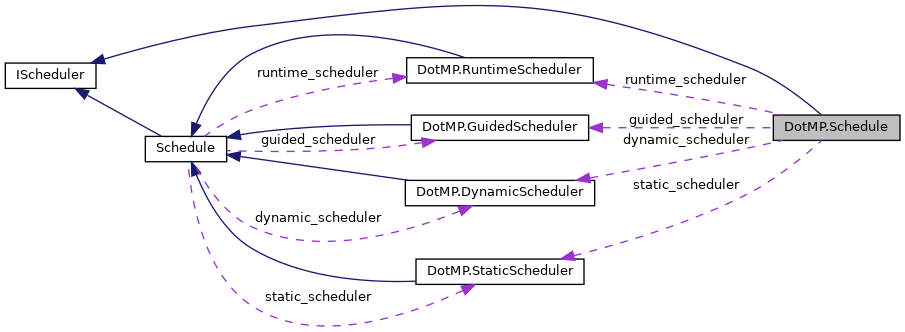 IScheduler
Schedule
runtime_scheduler
guided_scheduler
dynamic_scheduler
static_scheduler
DotMP.RuntimeScheduler
DotMP.GuidedScheduler
DotMP.DynamicScheduler
DotMP.StaticScheduler
runtime_scheduler
guided_scheduler
dynamic_scheduler
static_scheduler
DotMP.Schedule